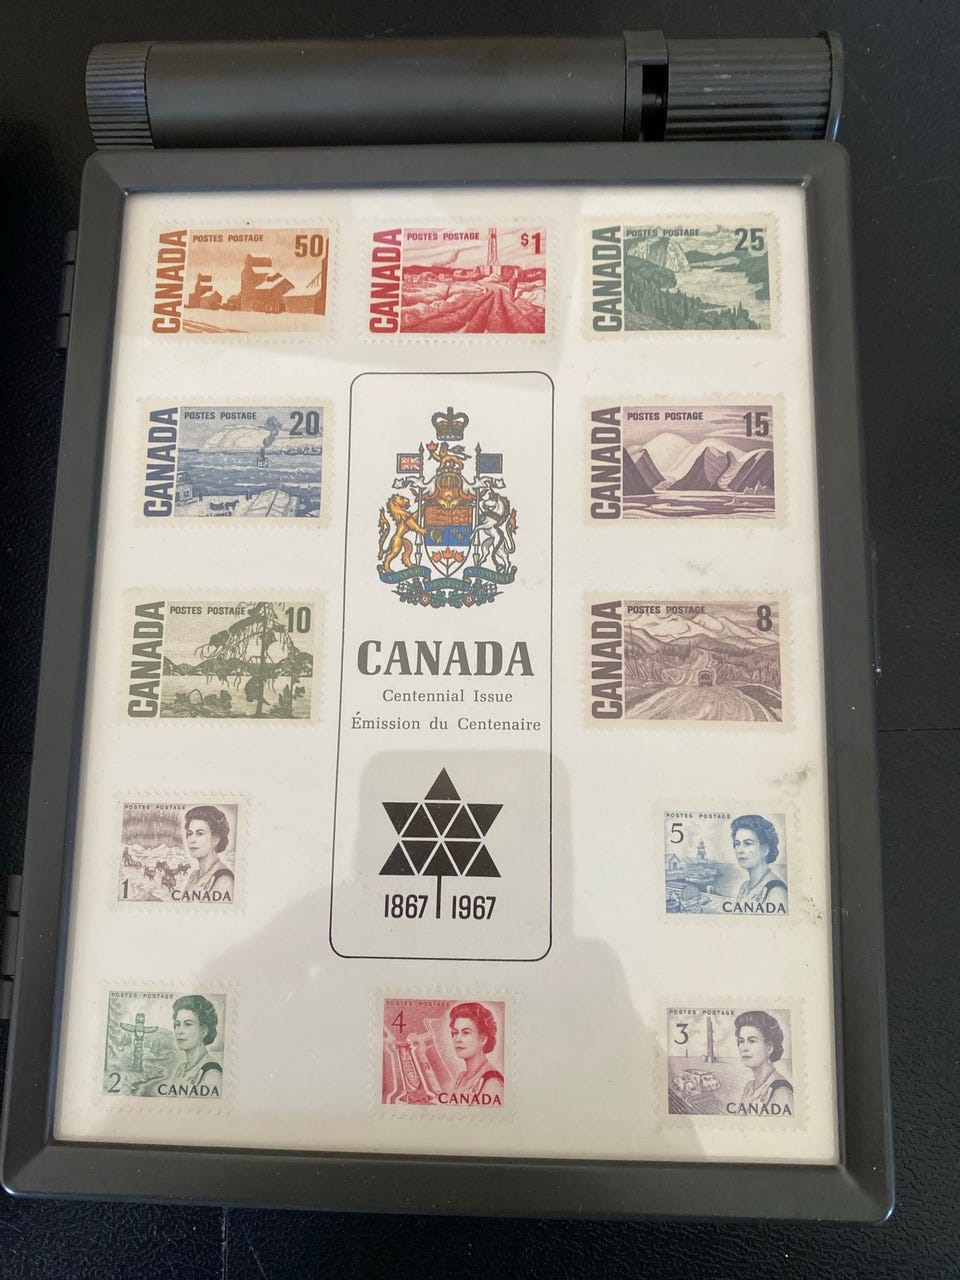 CANADA
POSTES POSTAGE
50
CANADA
POSTES POSTAGE
$1
CANADA
POSTES POSTAGE
25
CANADA
POSTES POSTAGE
20
CANADA
POSTES POSTAGE
15
CANADA
POSTES POSTAGE
10
CANADA
POSTES POSTAGE
8
CANADA
Centennial Issue
Émission du Centenaire
1867 1967
POSTES POSTAGE
1
CANADA
POSTES POSTAGE
5
CANADA
POSTES POSTAGE
2
CANADA
POSTES POSTAGE
4
CANADA
POSTES POSTAGE
3
CANADA